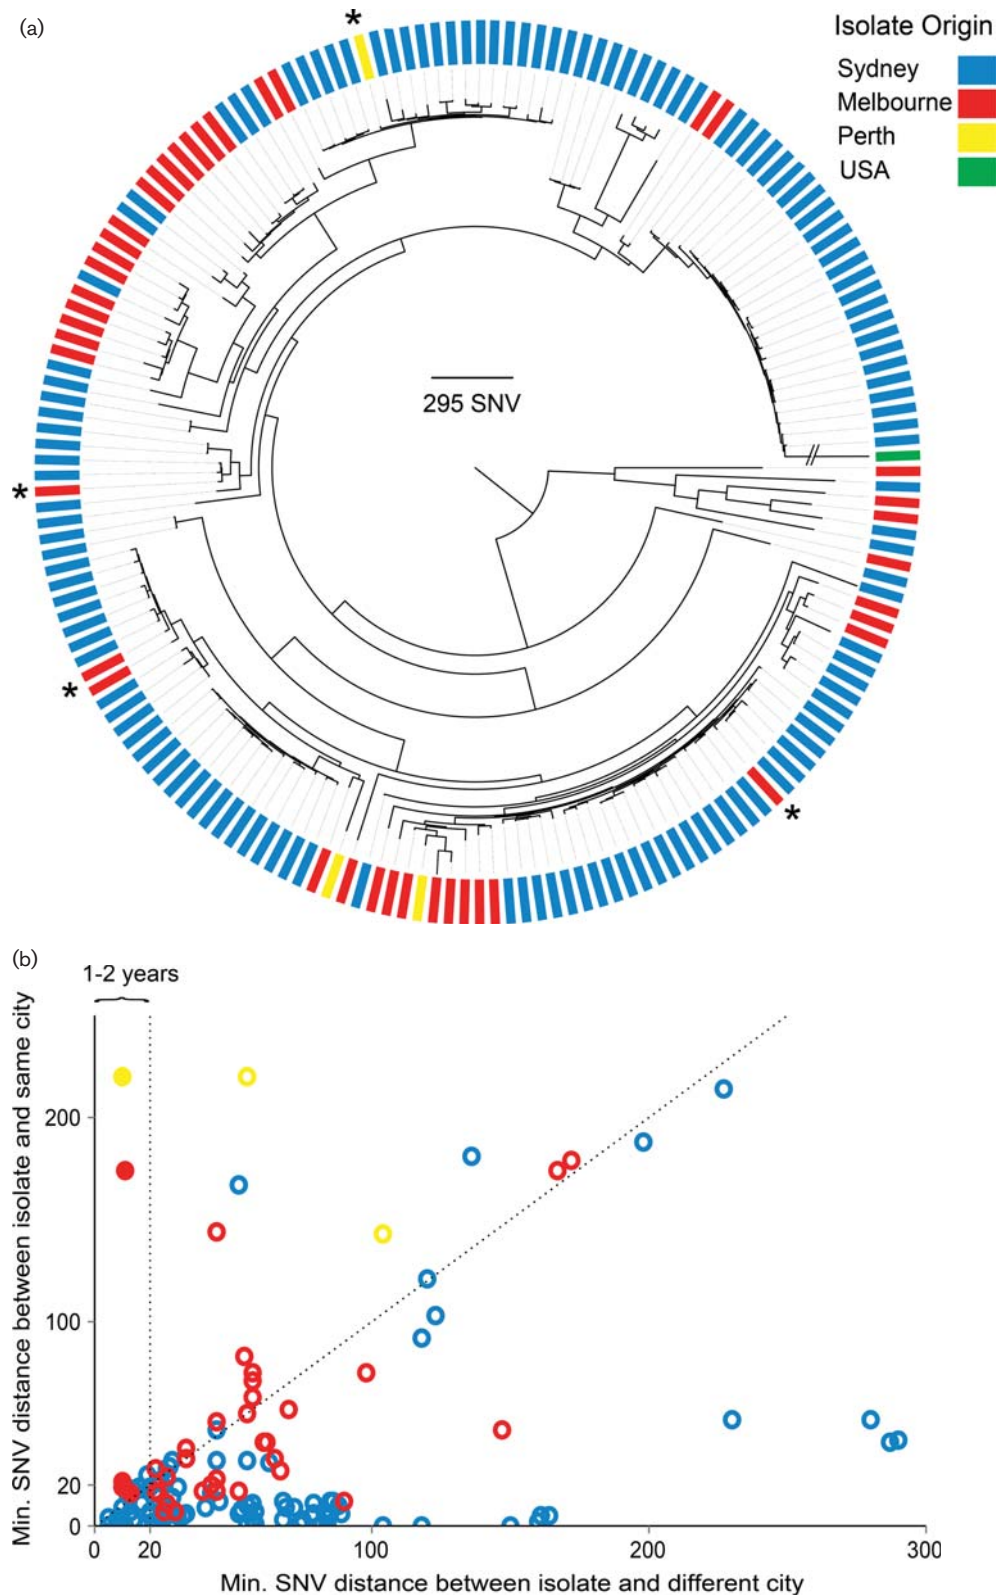 (a)
*
Isolate Origin
Sydney
Melbourne
Perth
USA
295 SNV
*
*
*
(b)
1-2 years
Min. SNV distance between isolate and same city
200
100
20
0
0 20 100 200 300
Min. SNV distance between isolate and different city